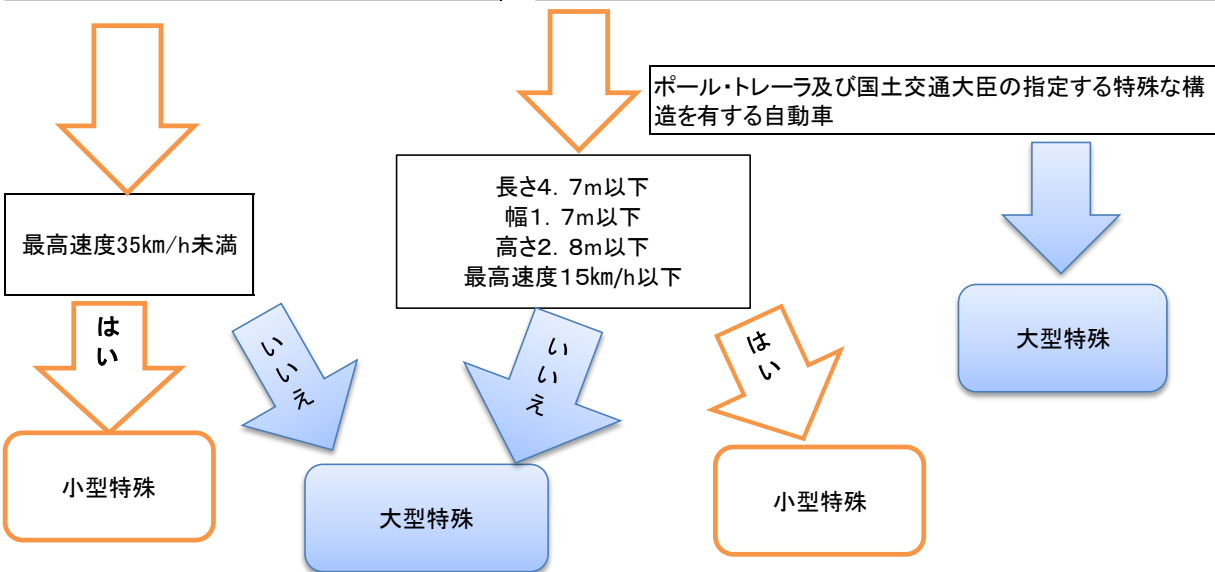 ポール・トレーラ及び国土交通大臣の指定する特殊な構
造を有する自動車
長さ4．7m以下
幅1．7m以下
高さ2．8m以下
最高速度15km/h以下
最高速度35km/h未満
はい
いいえ
いいえ
はい
大型特殊
小型特殊
大型特殊
小型特殊